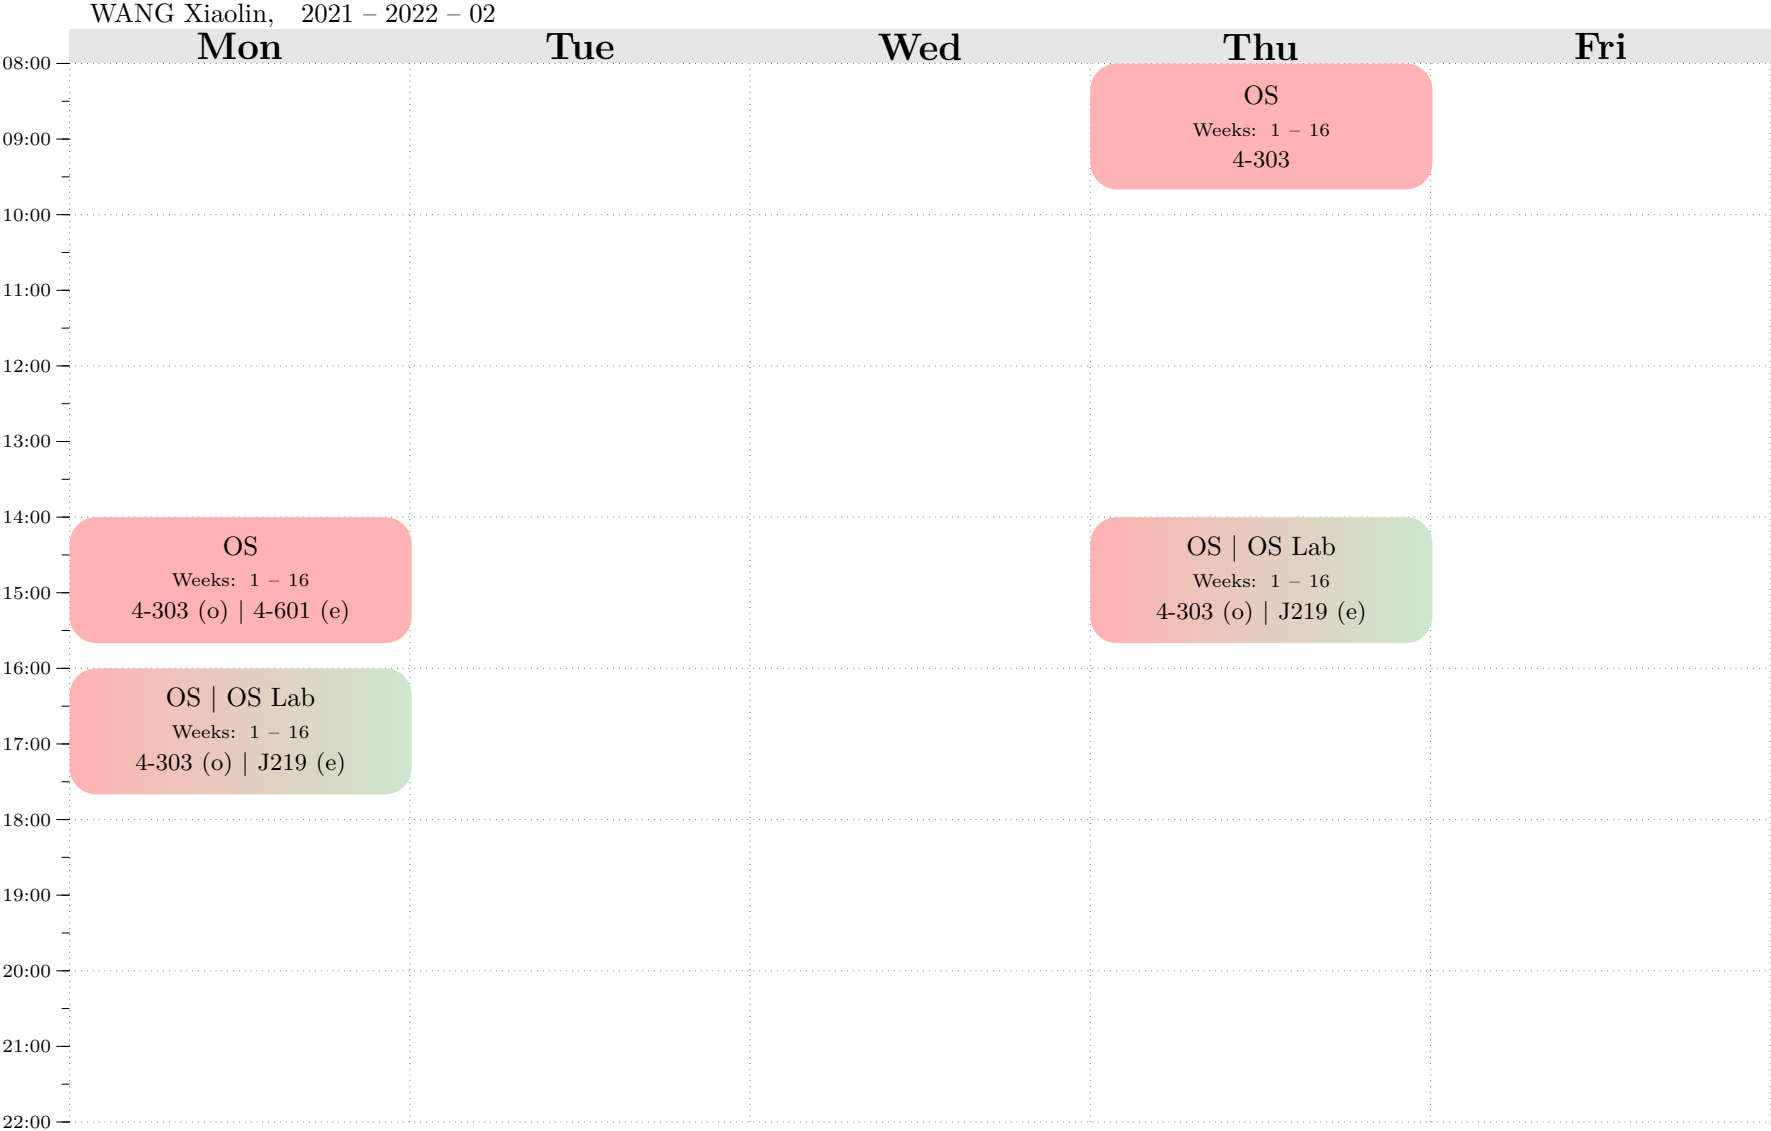 WANG Xiaolin, 2021 – 2022 – 02
Mon Tue Wed Thu Fri
08:00
OS
Weeks: 1 – 16
4-303
09:00
10:00
11:00
12:00
13:00
14:00
OS
Weeks: 1 – 16
4-303 (o) | 4-601 (e)
OS | OS Lab
Weeks: 1 – 16
4-303 (o) | J219 (e)
15:00
16:00
OS | OS Lab
Weeks: 1 – 16
4-303 (o) | J219 (e)
17:00
18:00
19:00
20:00
21:00
22:00